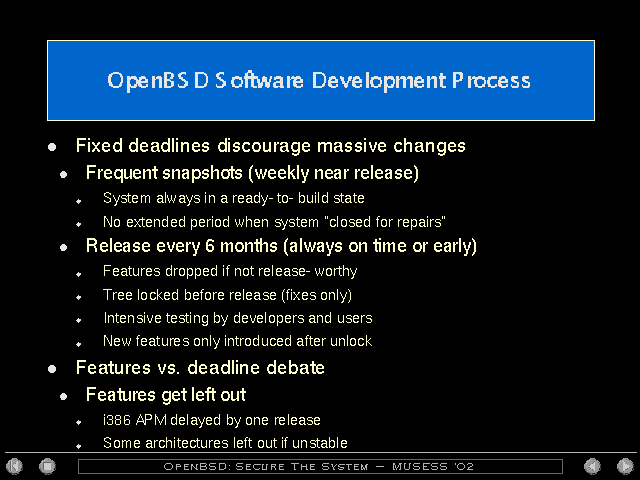 OpenBSD Software Development Process
Fixed deadlines discourage massive changes
Frequent snapshots (weekly near release)
System always in a ready- to- build state
No extended period when system "closed for repairs"
Release every 6 months (always on time or early)
Features dropped if not release- worthy
Tree locked before release (fixes only)
Intensive testing by developers and users
New features only introduced after unlock
Features vs. deadline debate
Features get left out
i386 APM delayed by one release
Some architectures left out if unstable
OpenBSD: Secure The System – MUSESS '02